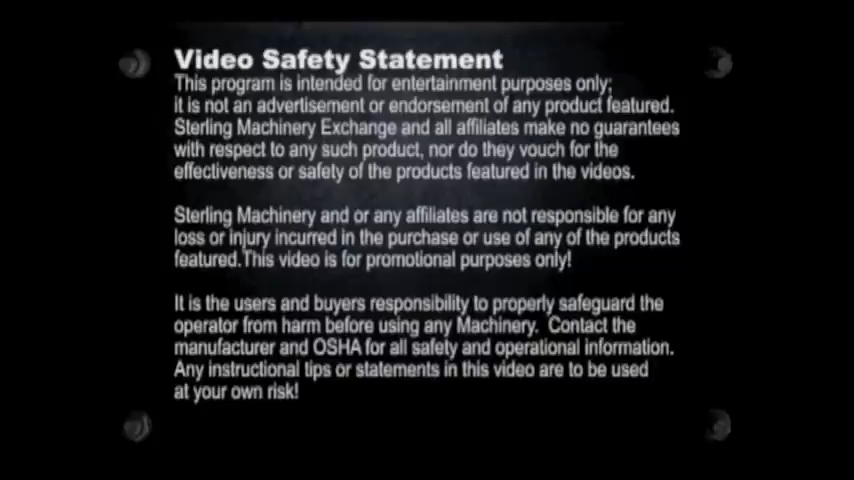 Video Safety Statement
This program is intended for entertainment purposes only;
it is not an advertisement or endorsement of any product featured.
Sterling Machinery Exchange and all affiliates make no guarantees
with respect to any such product, nor do they vouch for the
effectiveness or safety of the products featured in the videos.
Sterling Machinery and or any affiliates are not responsible for any
loss or injury incurred in the purchase or use of any of the products
featured.This video is for promotional purposes only!
It is the users and buyers responsibility to properly safeguard the
operator from harm before using any Machinery. Contact the
manufacturer and OSHA for all safety and operational information.
Any instructional tips or statements in this video are to be used
at your own risk!